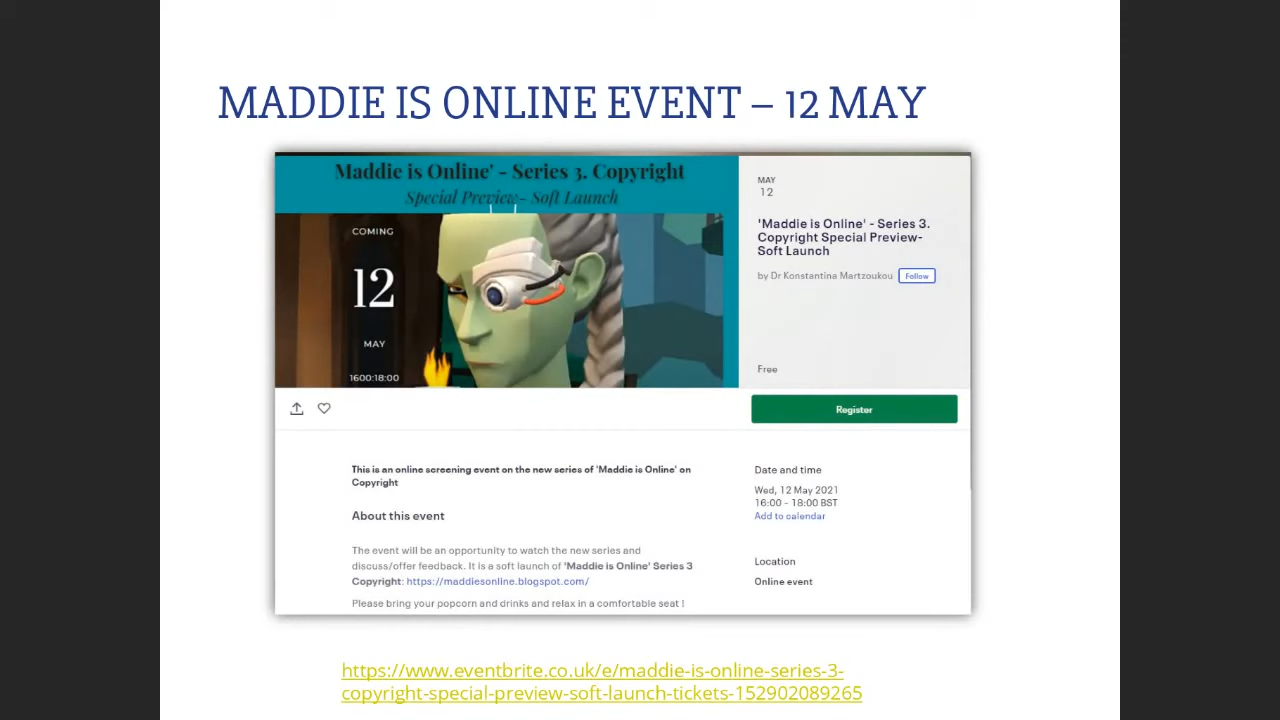 MADDIE IS ONLINE EVENT – 12 MAY
Maddie is Online' - Series 3. Copyright
Special Preview- Soft Launch
COMING
12
MAY
1600:18:00
MAY
12
'Maddie is Online' - Series 3.
Copyright Special Preview-
Soft Launch
by Dr Konstantina Martzoukou Follow
Free
Register
This is an online screening event on the new series of 'Maddie is Online' on
Copyright
About this event
The event will be an opportunity to watch the new series and
discuss/offer feedback. It is a soft launch of 'Maddie is Online' Series 3
Copyright: https://maddiesonline.blogspot.com/
Please bring your popcorn and drinks and relax in a comfortable seat !
Date and time
Wed, 12 May 2021
16:00 - 18:00 BST
Add to calendar
Location
Online event
https://www.eventbrite.co.uk/e/maddie-is-online-series-3-
copyright-special-preview-soft-launch-tickets-152902089265